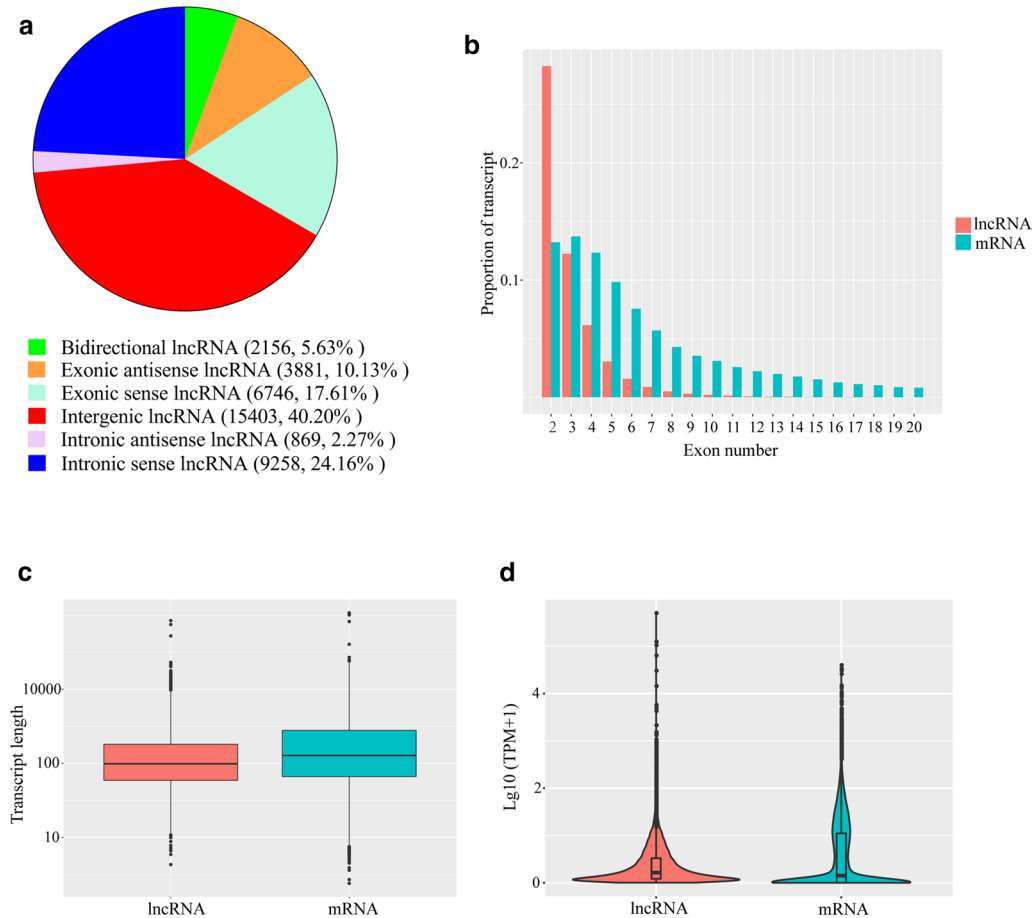 a
Bidirectional lncRNA (2156, 5.63% )
Exonic antisense lncRNA (3881, 10.13% )
Exonic sense lncRNA (6746, 17.61% )
Intergenic lncRNA (15403, 40.20% )
Intronic antisense lncRNA (869, 2.27% )
Intronic sense lncRNA (9258, 24.16% )
b
Proportion of transcript
0.2
0.1
2 3 4 5 6 7 8 9 10 11 12 13 14 15 16 17 18 19 20
Exon number
lncRNA
mRNA
c
Transcript length
10000
100
10
lncRNA mRNA
d
Lg10 (TPM+1)
4
2
0
lncRNA mRNA